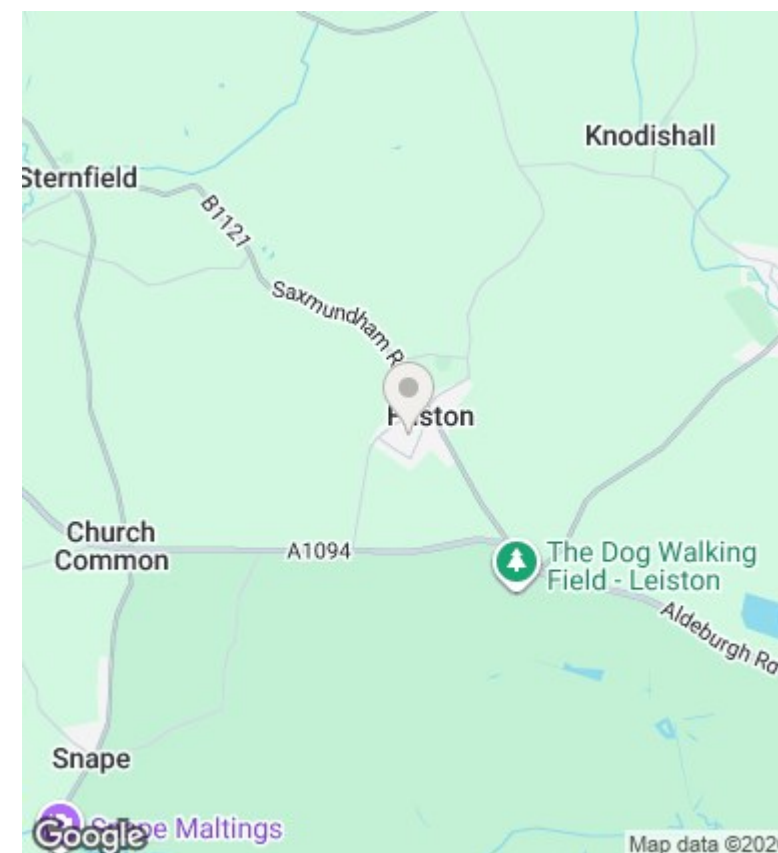 Knodishall
Sternfield
B1121
Saxmundham R
Church
Common
A1094
The Dog Walking
Field - Leiston
Aldeburgh Rd
Snape
Maltings
Google
Map data ©202